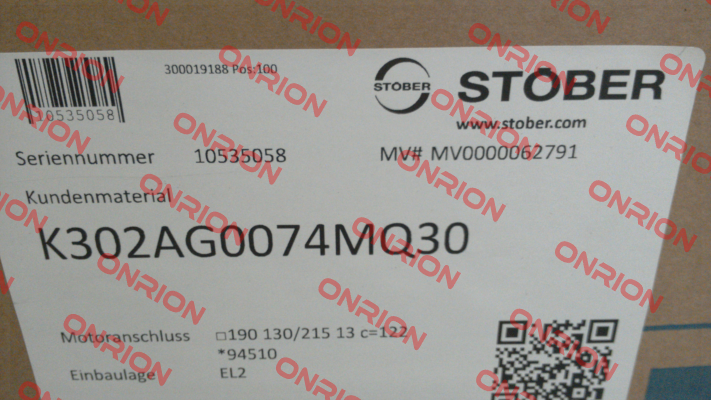 300019188 Pos:100
STOBER
STOBER
www.stober.com
10535058
Seriennummer 10535058 MV# MV0000062791
Kundenmaterial
K302AG0074MQ30
Motoranschluss □190 130/215 13 c=122
*94510
Einbaulage EL2
ONRION